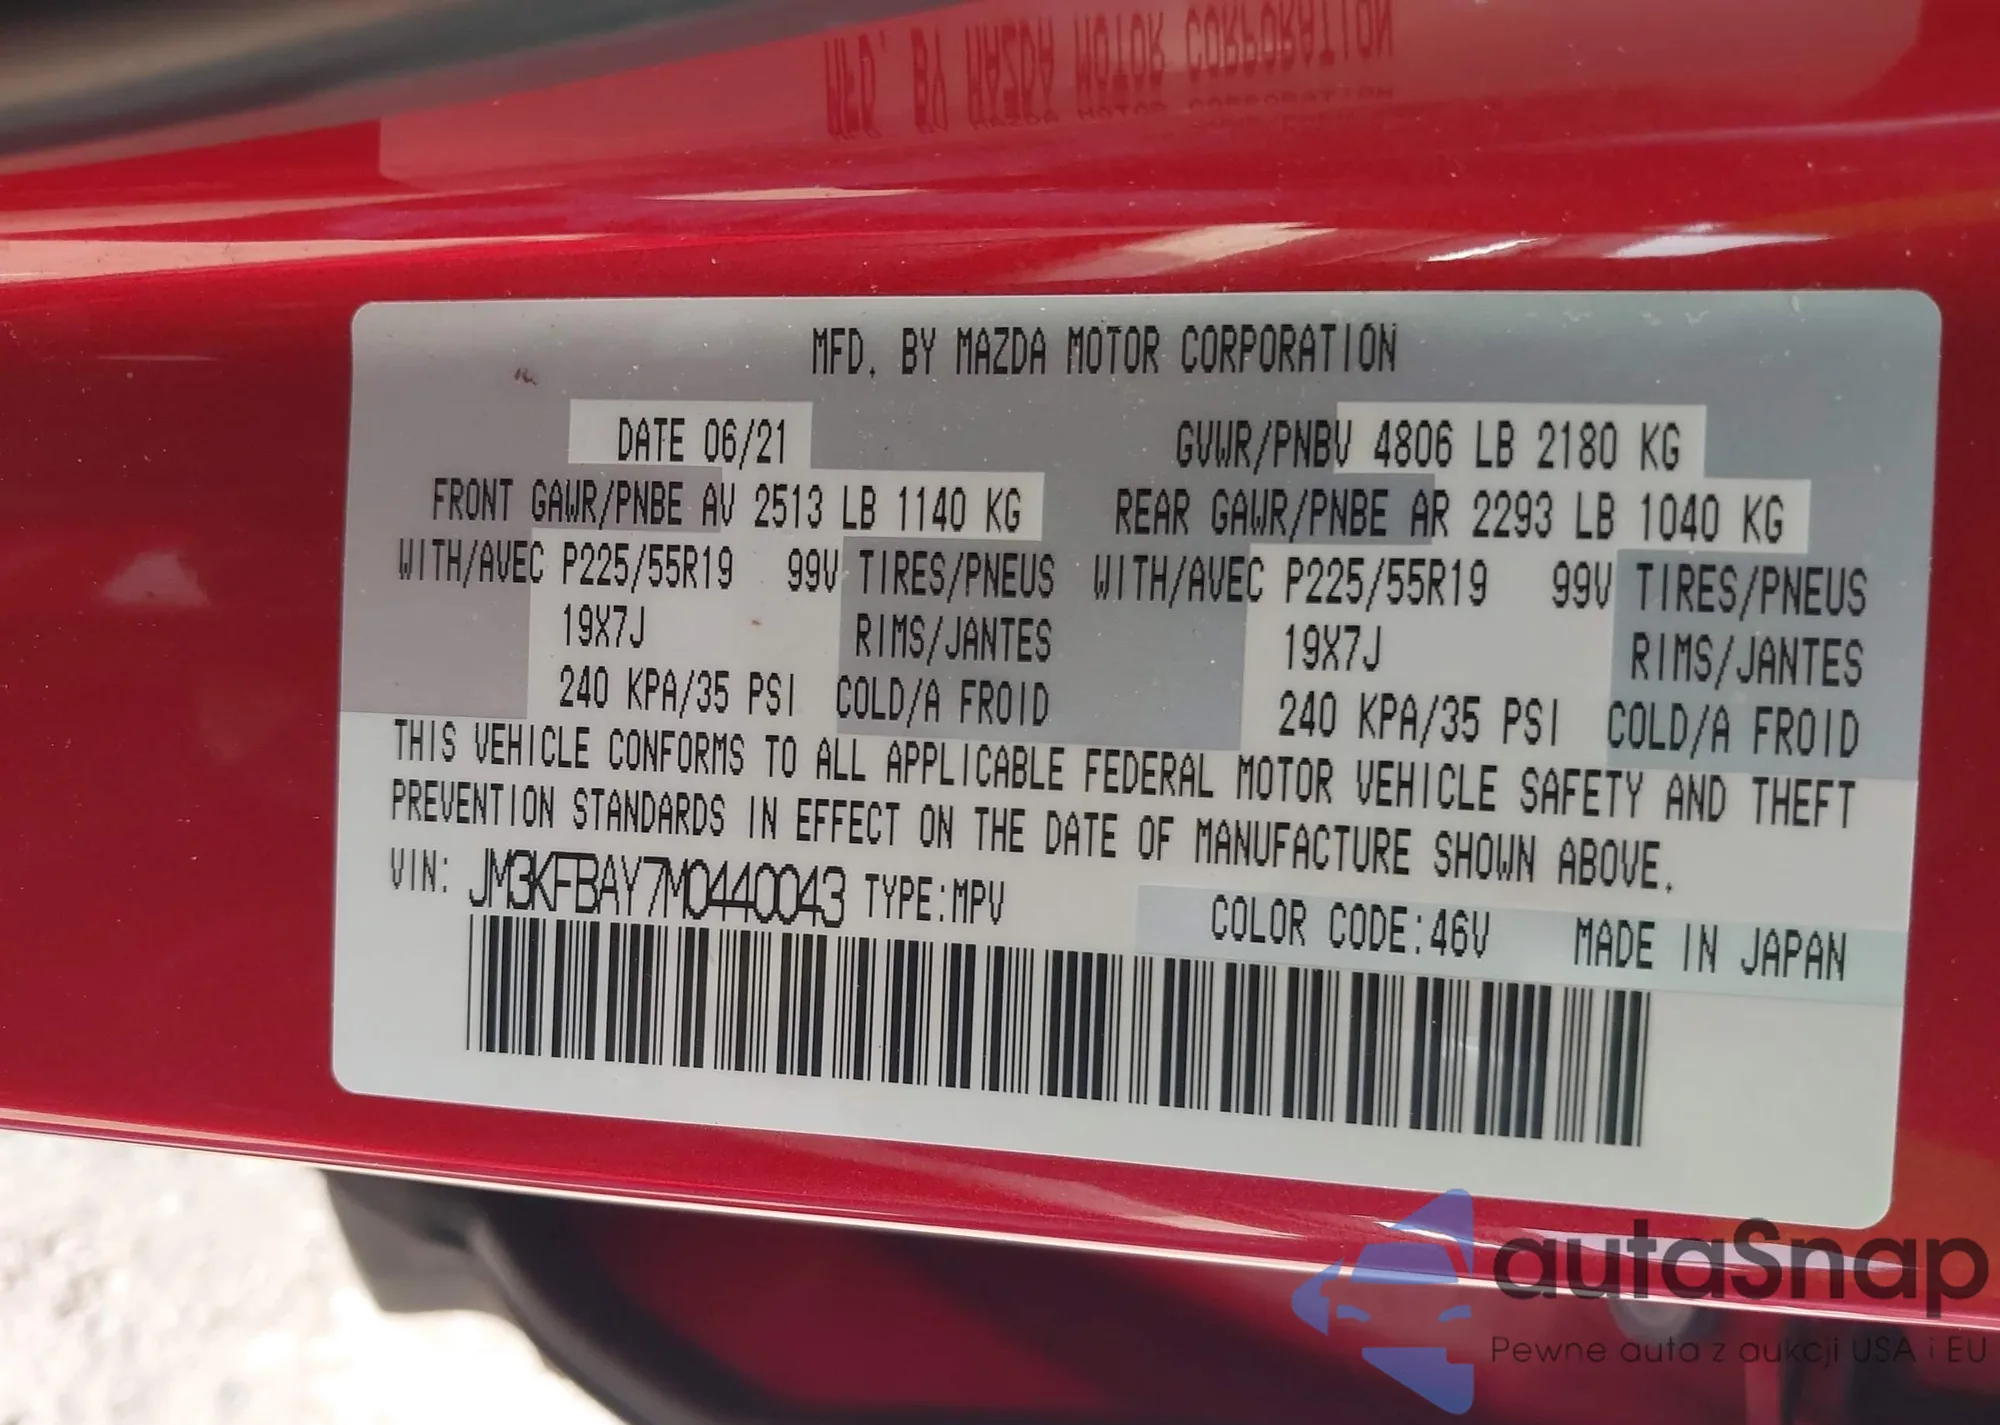 MFD. BY MAZDA MOTOR CORPORATION
MFD. BY MAZDA MOTOR CORPORATION
DATE 06/21 GVWR/PNBV 4806 LB 2180 KG
FRONT GAWR/PNBE AV 2513 LB 1140 KG REAR GAWR/PNBE AR 2293 LB 1040 KG
WITH/AVEC P225/55R19 99V TIRES/PNEUS WITH/AVEC P225/55R19 99V TIRES/PNEUS
19X7J RIMS/JANTES 19X7J RIMS/JANTES
240 KPA/35 PSI COLD/A FROID 240 KPA/35 PSI COLD/A FROID
THIS VEHICLE CONFORMS TO ALL APPLICABLE FEDERAL MOTOR VEHICLE SAFETY AND THEFT
PREVENTION STANDARDS IN EFFECT ON THE DATE OF MANUFACTURE SHOWN ABOVE.
VIN: JM3KFBAY7M0440043 TYPE:MPV COLOR CODE:46V MADE IN JAPAN
autaSnap
Pewne auta z aukcji USA i EU